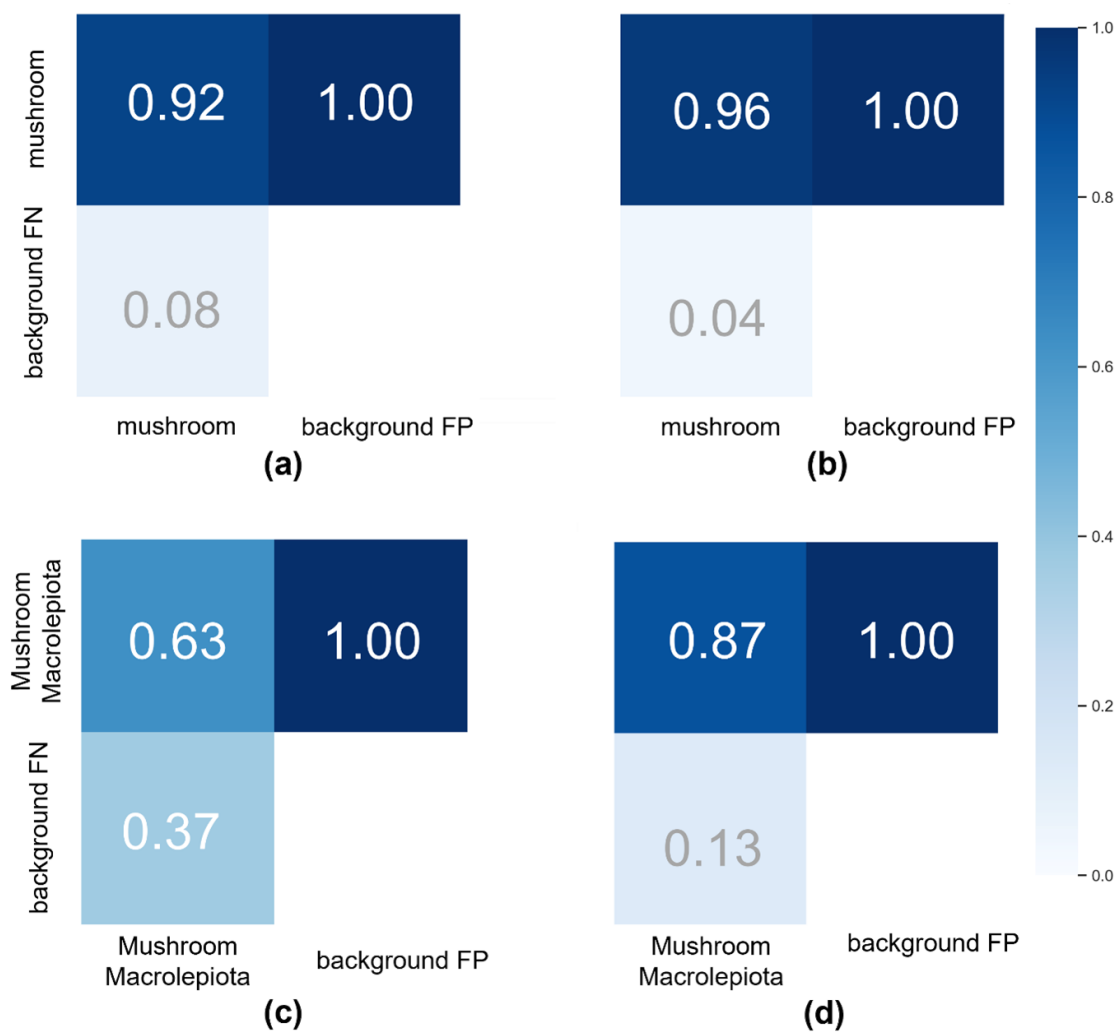 mushroom
0.92
1.00
background FN
0.08
mushroom
background FP
(a)
0.96
1.00
0.04
mushroom
background FP
(b)
1.0
0.8
0.6
0.4
0.2
0.0
Mushroom
Macrolepiota
0.63
1.00
background FN
0.37
Mushroom
Macrolepiota
background FP
(c)
0.87
1.00
0.13
Mushroom
Macrolepiota
background FP
(d)